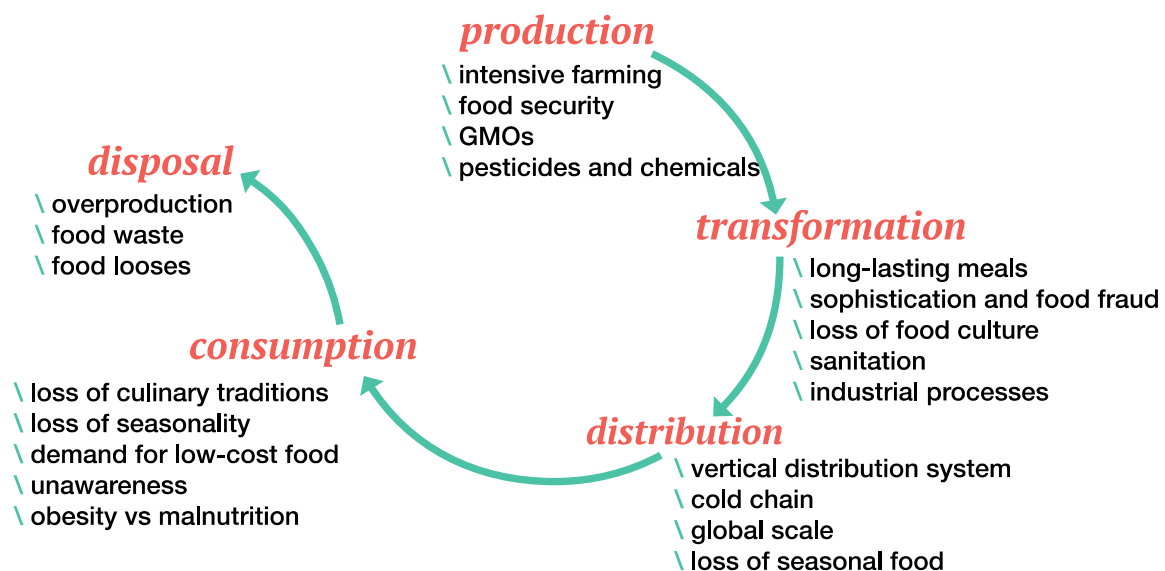 production
\ intensive farming
\ food security
\ GMOs
\ pesticides and chemicals
transformation
\ long-lasting meals
\ sophistication and food fraud
\ loss of food culture
\ sanitation
\ industrial processes
distribution
\ vertical distribution system
\ cold chain
\ global scale
\ loss of seasonal food
consumption
\ loss of culinary traditions
\ loss of seasonality
\ demand for low-cost food
\ unawareness
\ obesity vs malnutrition
disposal
\ overproduction
\ food waste
\ food looses